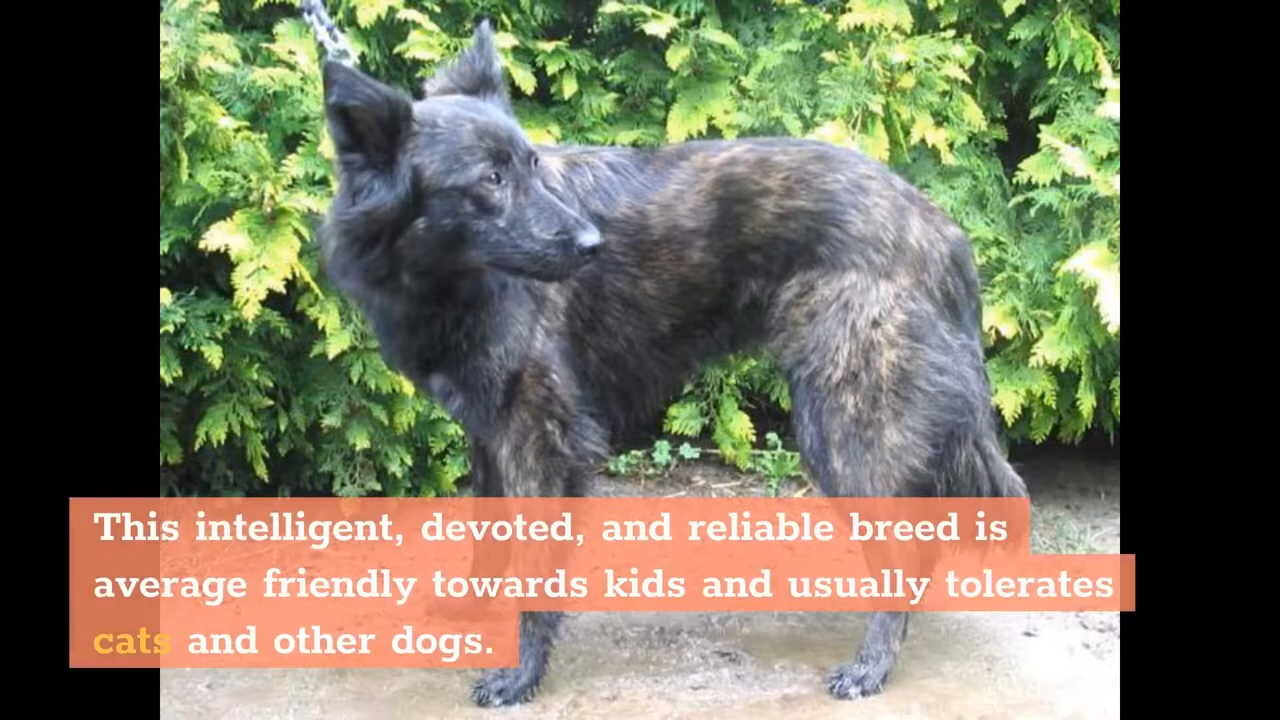 This intelligent, devoted, and reliable breed is
average friendly towards kids and usually tolerates
cats and other dogs.